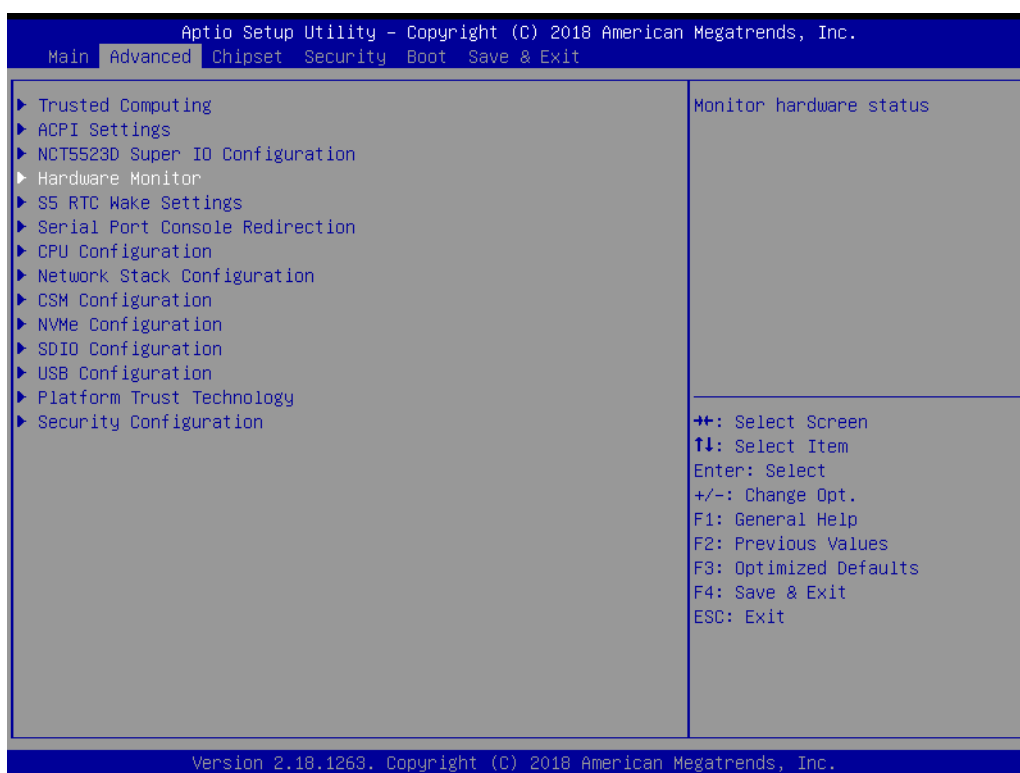 Aptio Setup Utility – Copyright (C) 2018 American Megatrends, Inc.
Main Advanced Chipset Security Boot Save & Exit
▶ Trusted Computing
▶ ACPI Settings
▶ NCT5523D Super IO Configuration
▶ Hardware Monitor
▶ S5 RTC Wake Settings
▶ Serial Port Console Redirection
▶ CPU Configuration
▶ Network Stack Configuration
▶ CSM Configuration
▶ NVMe Configuration
▶ SDIO Configuration
▶ USB Configuration
▶ Platform Trust Technology
▶ Security Configuration
Monitor hardware status
→←: Select Screen
↑↓: Select Item
Enter: Select
+/-: Change Opt.
F1: General Help
F2: Previous Values
F3: Optimized Defaults
F4: Save & Exit
ESC: Exit
Version 2.18.1263. Copyright (C) 2018 American Megatrends, Inc.